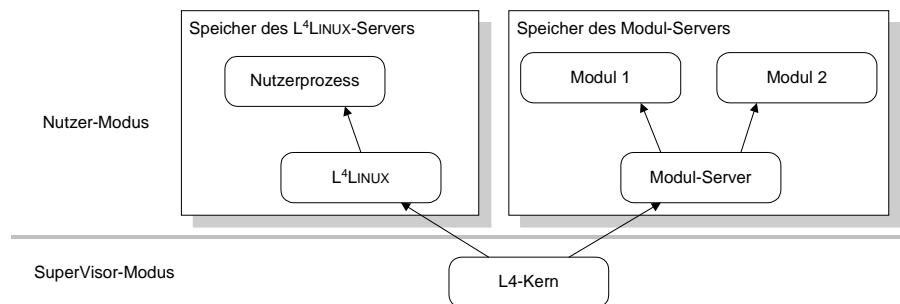 Speicher des L⁴LINUX-Servers
Speicher des Modul-Servers
Nutzerprozess
Modul 1
Modul 2
Nutzer-Modus
L⁴LINUX
Modul-Server
SuperVisor-Modus
L4-Kern